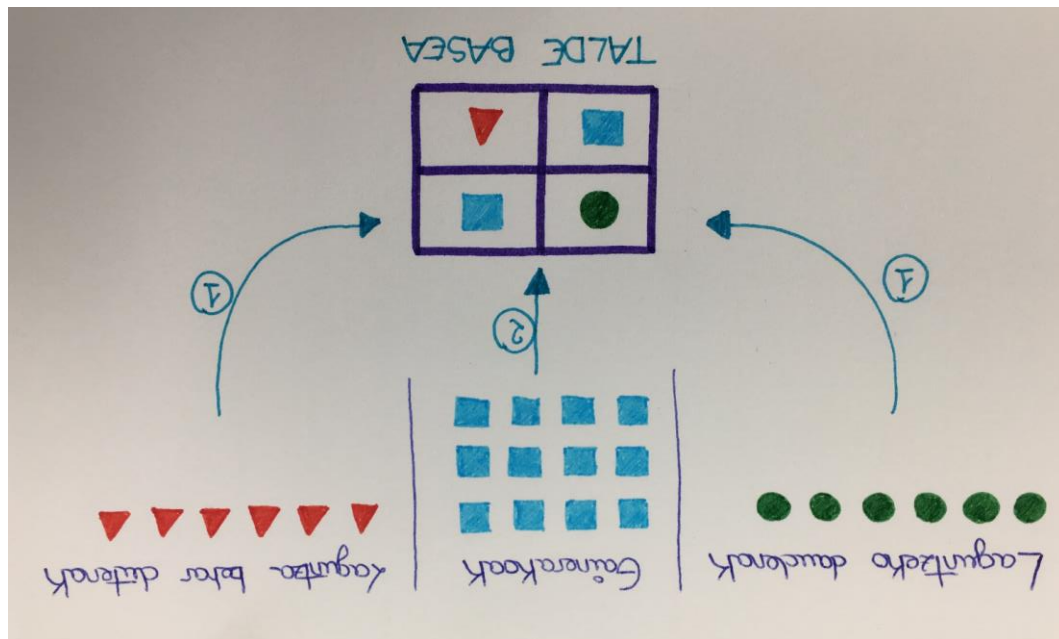 Laguntzeko daudenak
Gainerakoak
Laguntza behar dutenak
1
2
1
TALDE BASEA